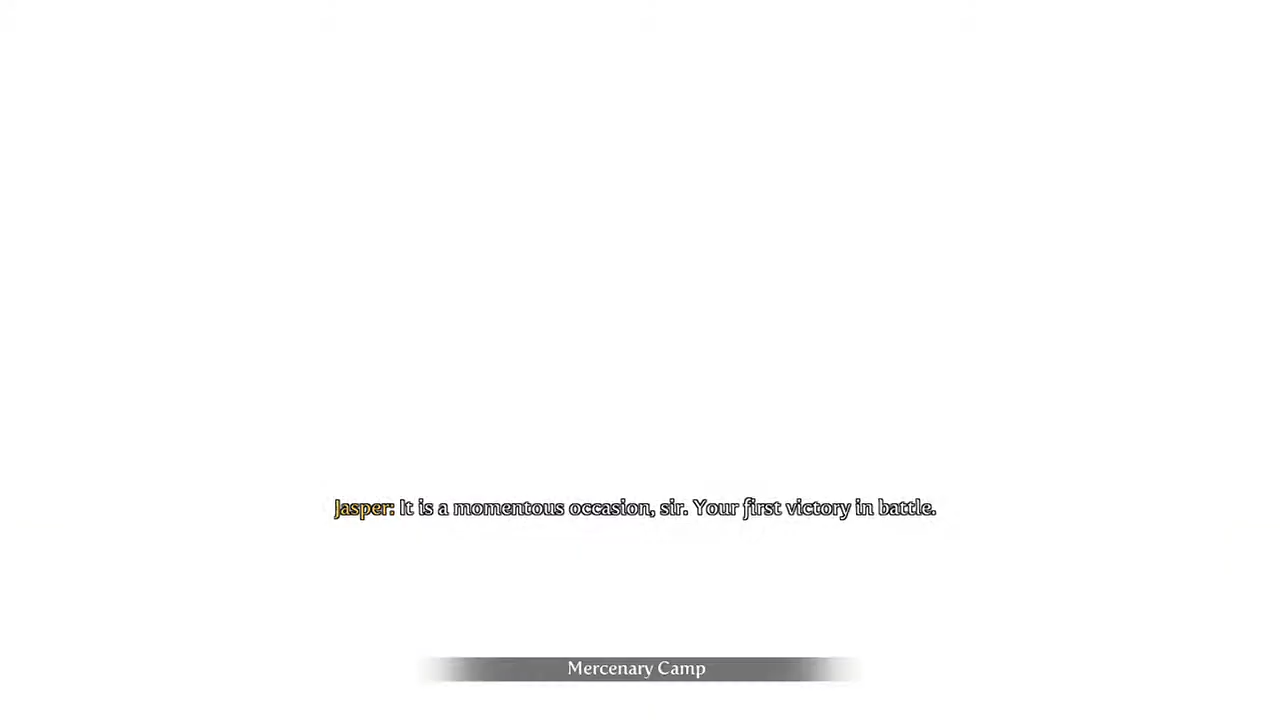 Jasper: It is a momentous occasion, sir. Your first victory in battle.
Mercenary Camp